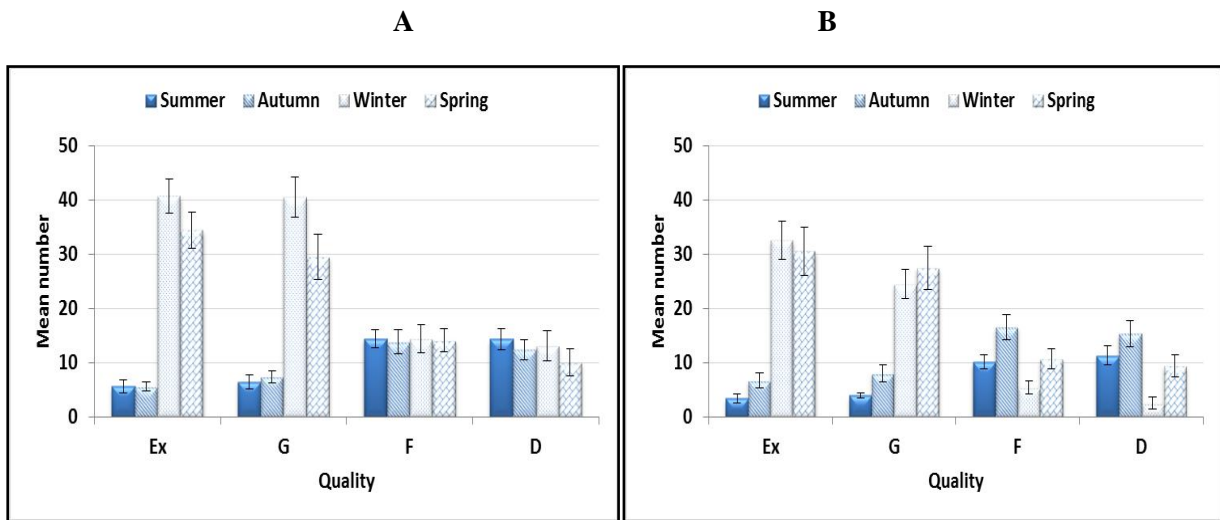 A
B
Summer Autumn Winter Spring
50
40
30
20
10
0
Mean number
Ex G F D
Quality
Summer Autumn Winter Spring
50
40
30
20
10
0
Mean number
Ex G F D
Quality